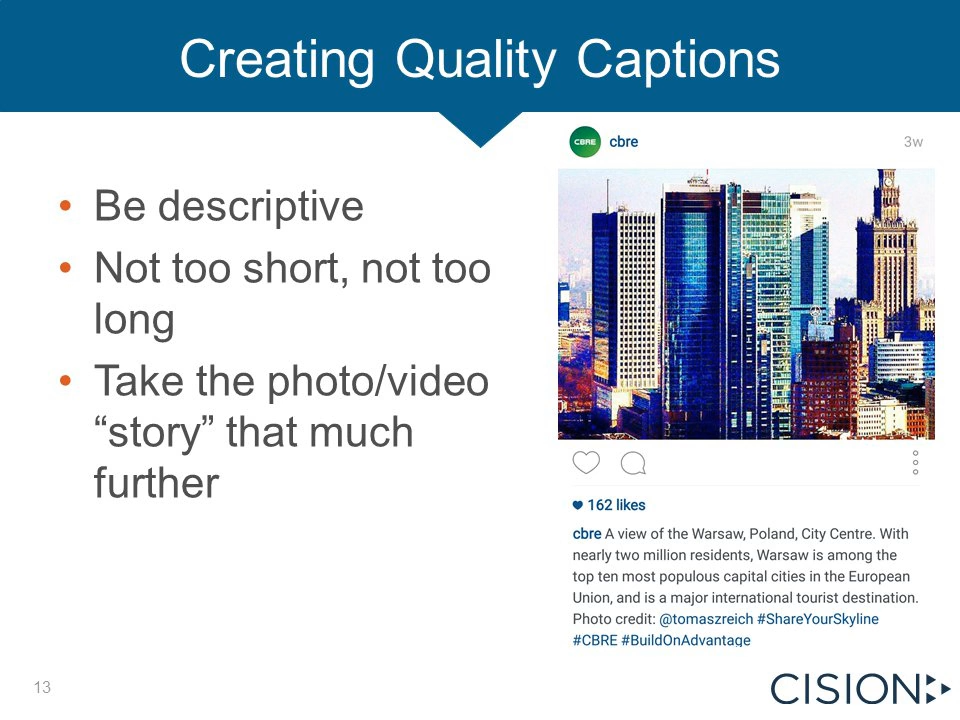 Creating Quality Captions
• Be descriptive
• Not too short, not too
long
• Take the photo/video
“story” that much
further
CBRE
cbre
3w
162 likes
cbre A view of the Warsaw, Poland, City Centre. With
nearly two million residents, Warsaw is among the
top ten most populous capital cities in the European
Union, and is a major international tourist destination.
Photo credit: @tomaszreich #ShareYourSkyline
#CBRE #BuildOnAdvantage
13
CISION